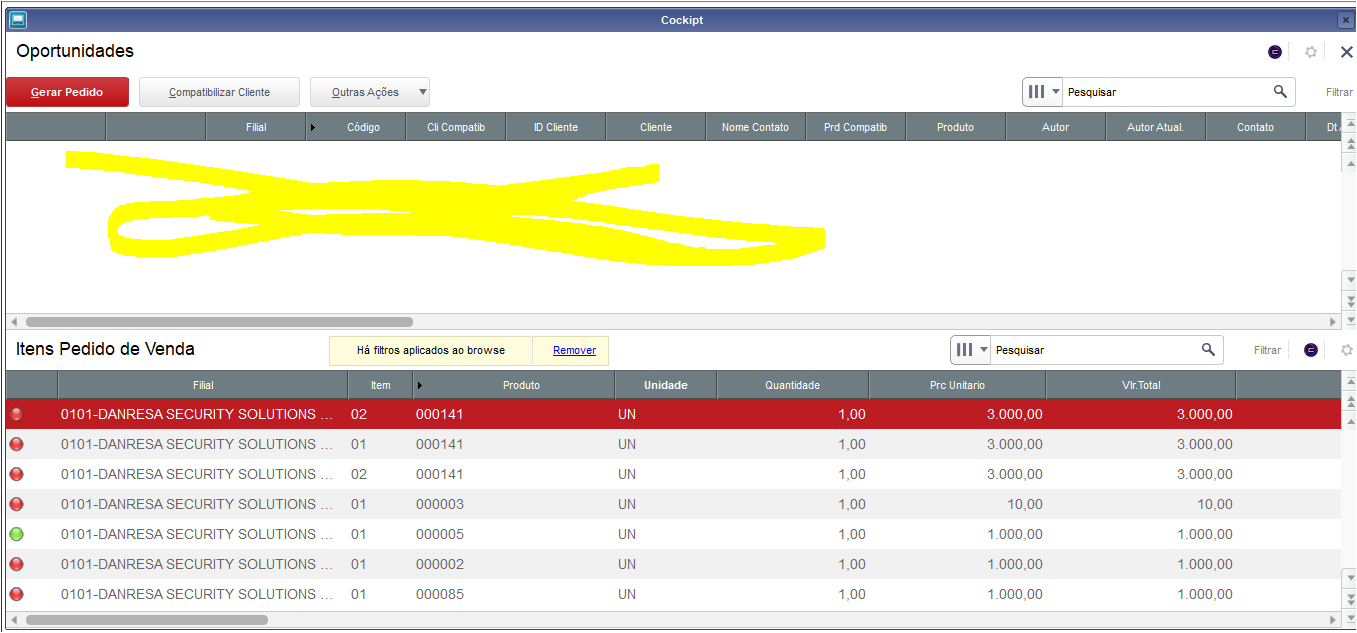 Cockipt
Oportunidades
Gerar Pedido Compatibilizar Cliente Outras Ações Pesquisar Filtrar
Filial Código Cli Compatib ID Cliente Cliente Nome Contato Prd Compatib Produto Autor Autor Atual. Contato Dt
Itens Pedido de Venda Há filtros aplicados ao browse Remover Pesquisar Filtrar
Filial Item Produto Unidade Quantidade Prc Unitario Vlr.Total
0101-DANRESA SECURITY SOLUTIONS ... 02 000141 UN 1,00 3.000,00 3.000,00
0101-DANRESA SECURITY SOLUTIONS ... 01 000141 UN 1,00 3.000,00 3.000,00
0101-DANRESA SECURITY SOLUTIONS ... 02 000141 UN 1,00 3.000,00 3.000,00
0101-DANRESA SECURITY SOLUTIONS ... 01 000003 UN 1,00 10,00 10,00
0101-DANRESA SECURITY SOLUTIONS ... 01 000005 UN 1,00 1.000,00 1.000,00
0101-DANRESA SECURITY SOLUTIONS ... 01 000002 UN 1,00 1.000,00 1.000,00
0101-DANRESA SECURITY SOLUTIONS ... 01 000085 UN 1,00 1.000,00 1.000,00